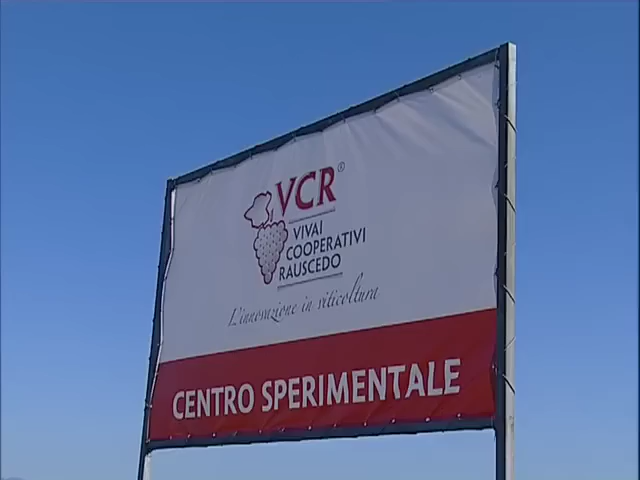 VCR®
VIVAI
COOPERATIVI
RAUSCEDO
L'innovazione in viticoltura
CENTRO SPERIMENTALE